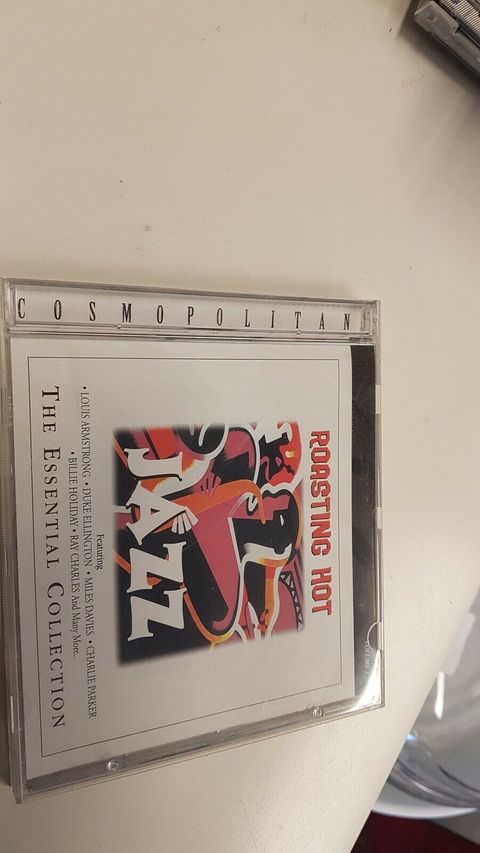 COSMOPOLITAN
ROASTING HOT
JAZZ
Featuring
• LOUIS ARMSTRONG • DUKE ELLINGTON • MILES DAVIES • CHARLIE PARKER
• BILLIE HOLIDAY • RAY CHARLES And Many More..
THE ESSENTIAL COLLECTION